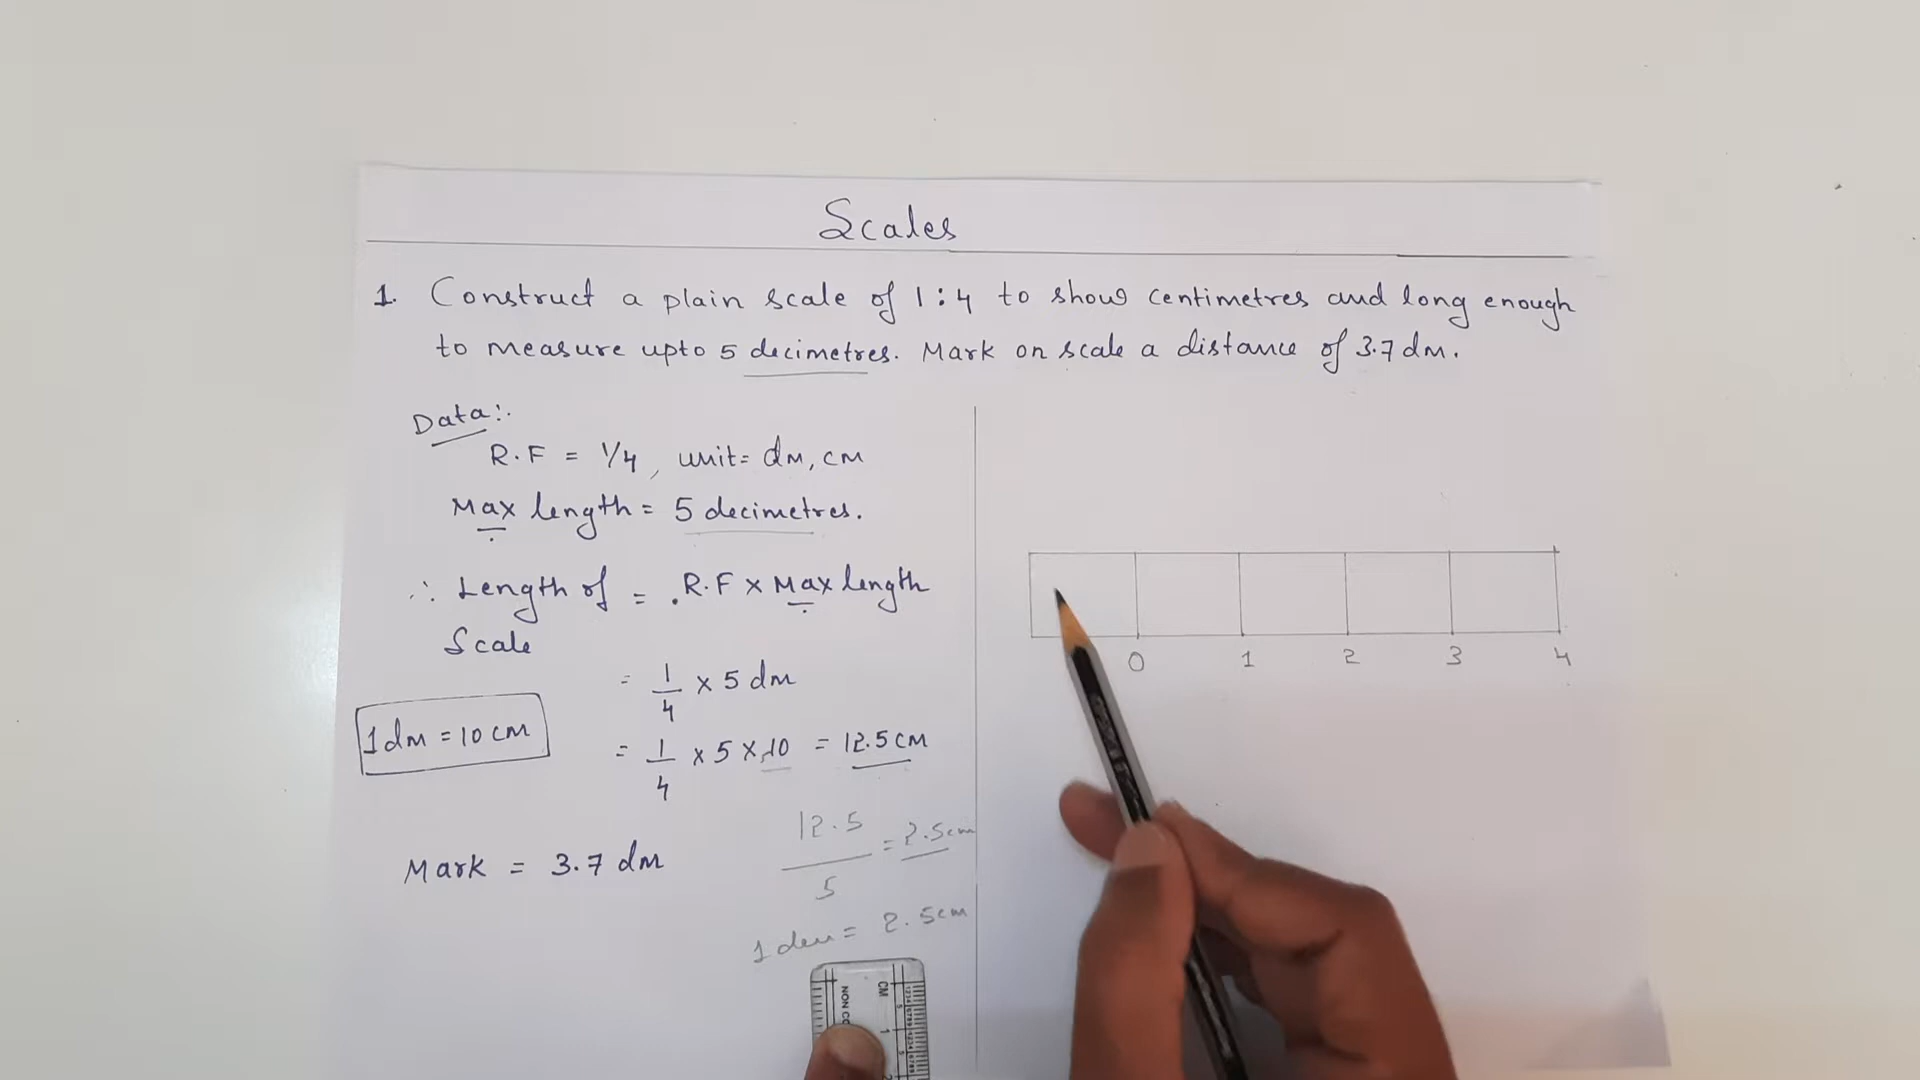 Scales
1. Construct a plain scale of 1:4 to show centimetres and long enough
to measure upto 5 decimetres. Mark on scale a distance of 3.7 dm.
Data:
R.F = 1/4, unit = dm, cm
Max length = 5 decimetres.
∴ Length of Scale = R.F x Max length
= 1/4 x 5 dm
1 dm = 10 cm
= 1/4 x 5 x 10 = 12.5 cm
12.5/5 = 2.5cm
Mark = 3.7 dm
1 dm = 2.5cm
0 1 2 3 4
CM
1